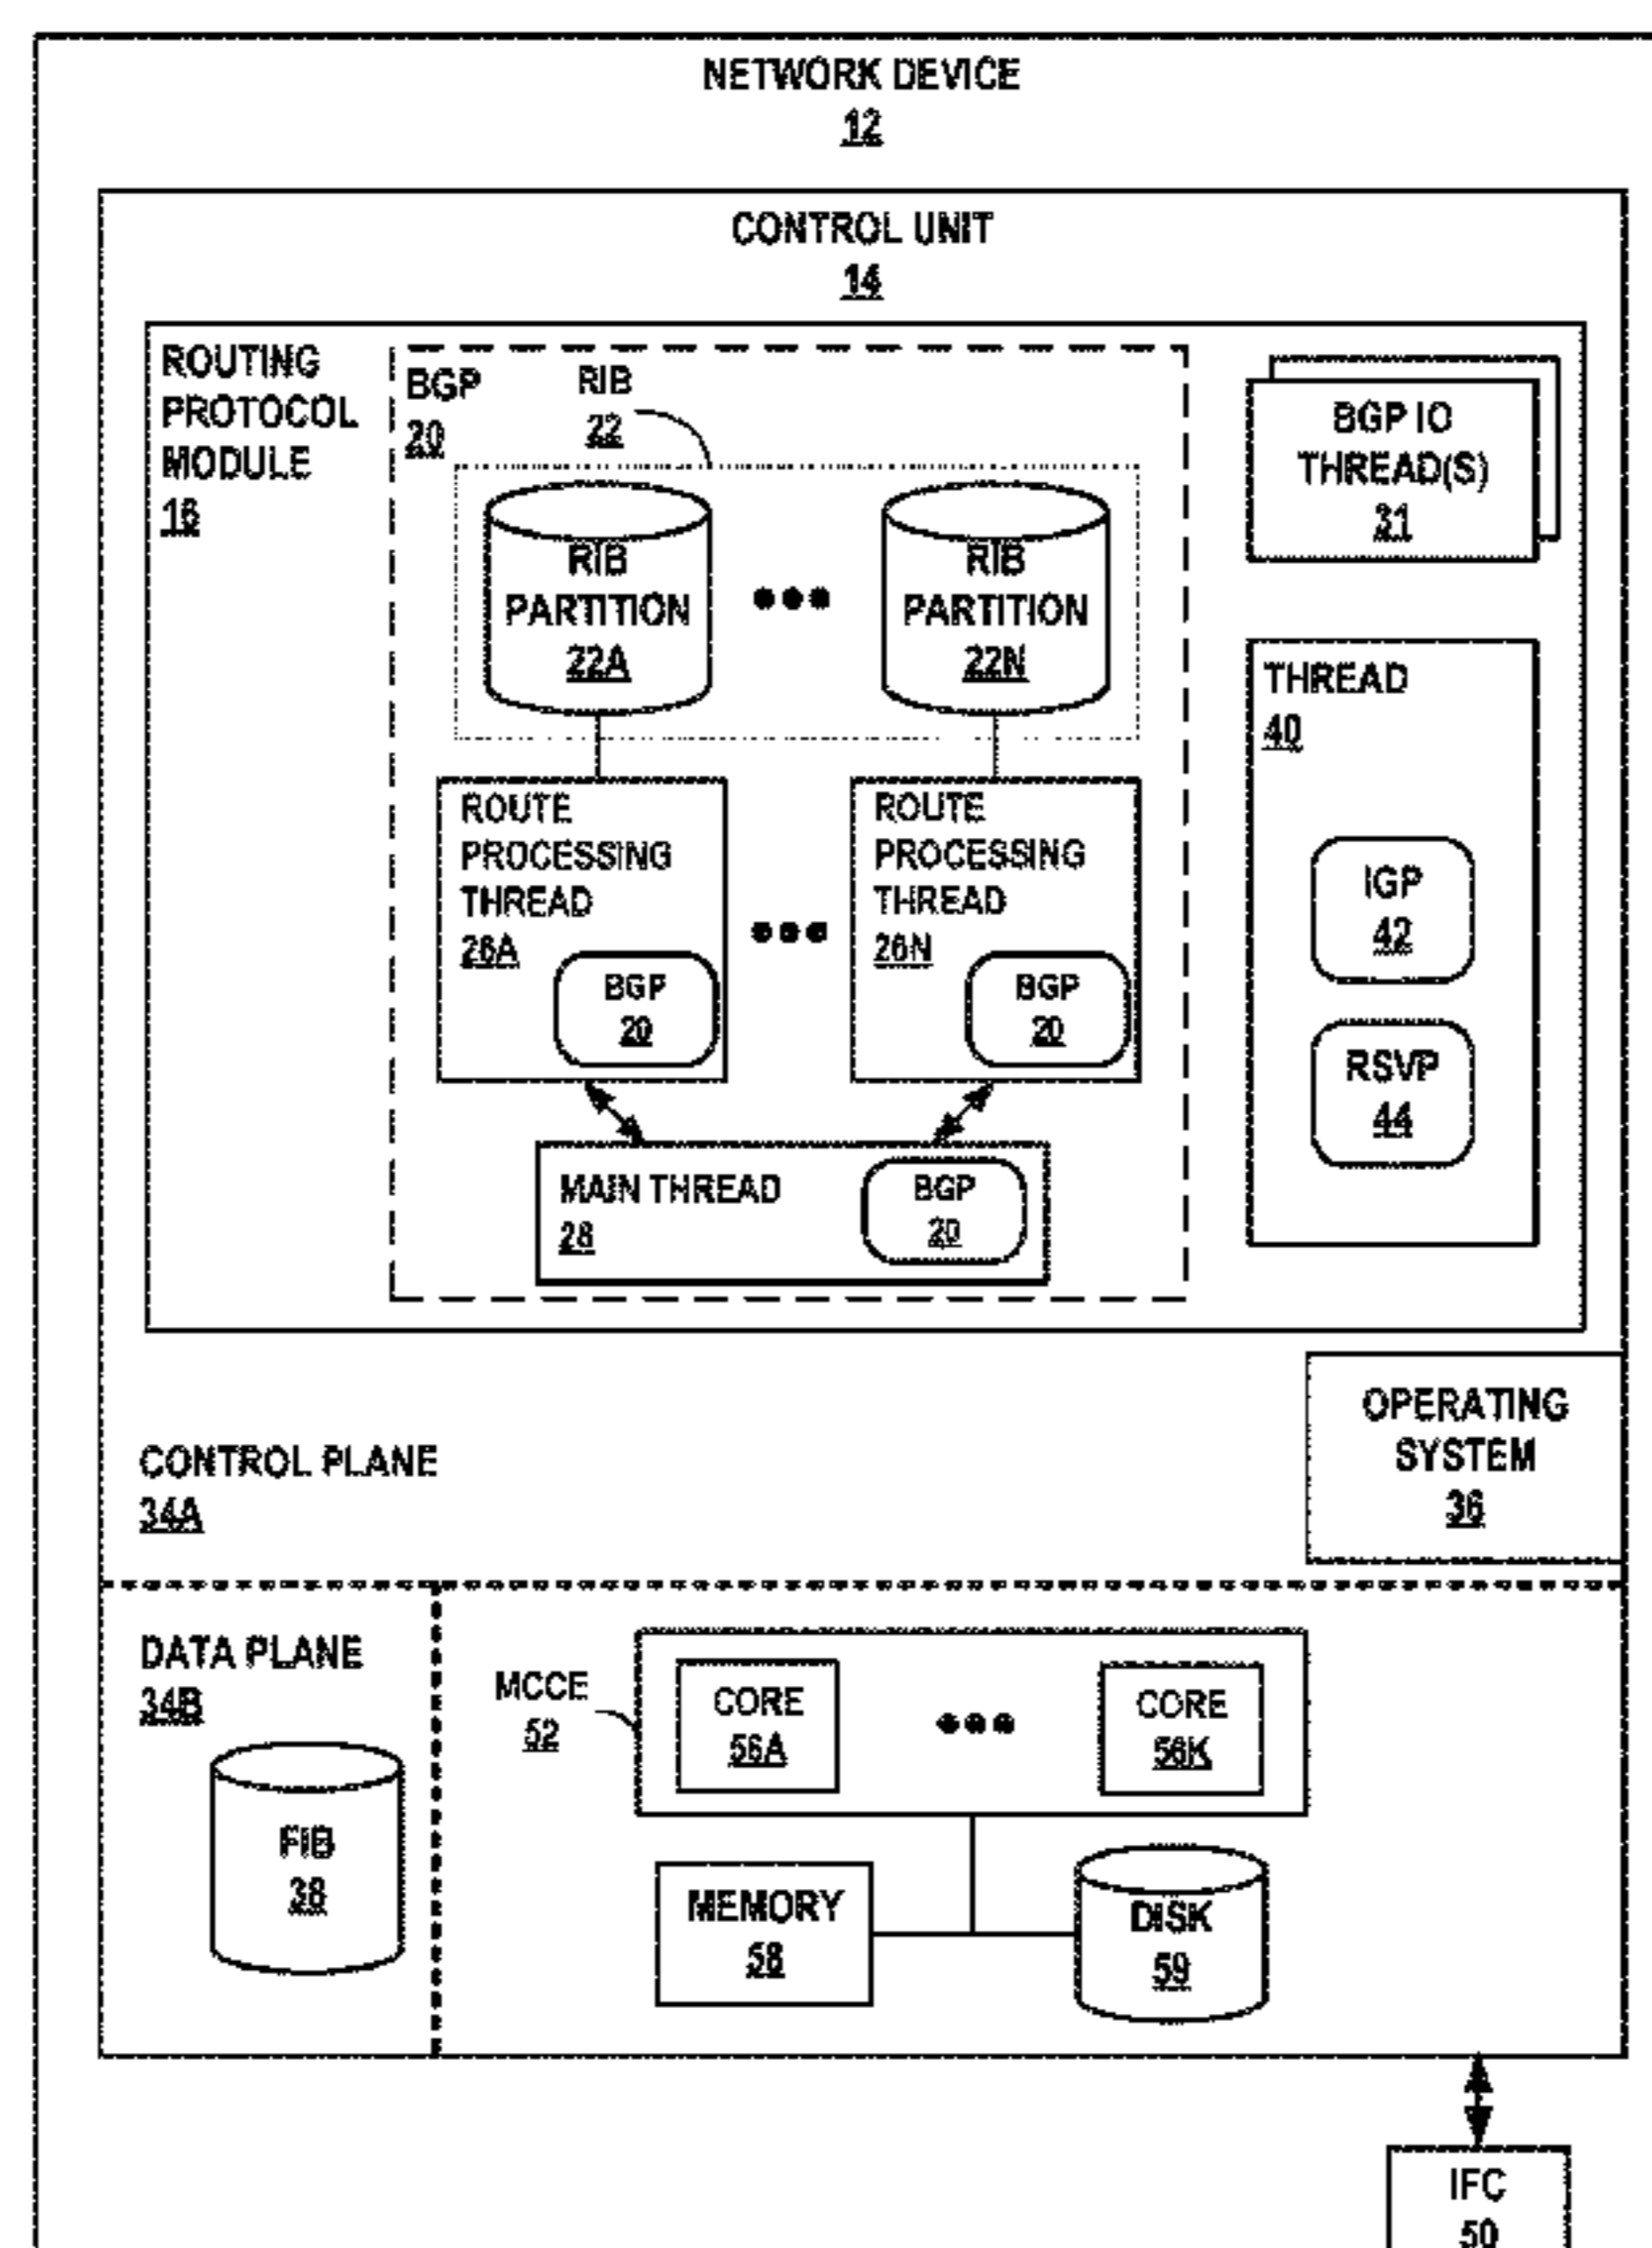 NETWORK DEVICE
12
CONTROL UNIT
14
ROUTING
PROTOCOL
MODULE
16
BGP
20
RIB
22
RIB
PARTITION
22A
RIB
PARTITION
22N
BGP IO
THREAD(S)
31
ROUTE
PROCESSING
THREAD
26A
BGP
20
ROUTE
PROCESSING
THREAD
26N
BGP
20
MAIN THREAD
28
BGP
20
THREAD
40
IGP
42
RSVP
44
CONTROL PLANE
34A
OPERATING
SYSTEM
36
DATA PLANE
34B
FIB
38
MCCE
52
CORE
56A
CORE
56K
MEMORY
58
DISK
59
IFC
50